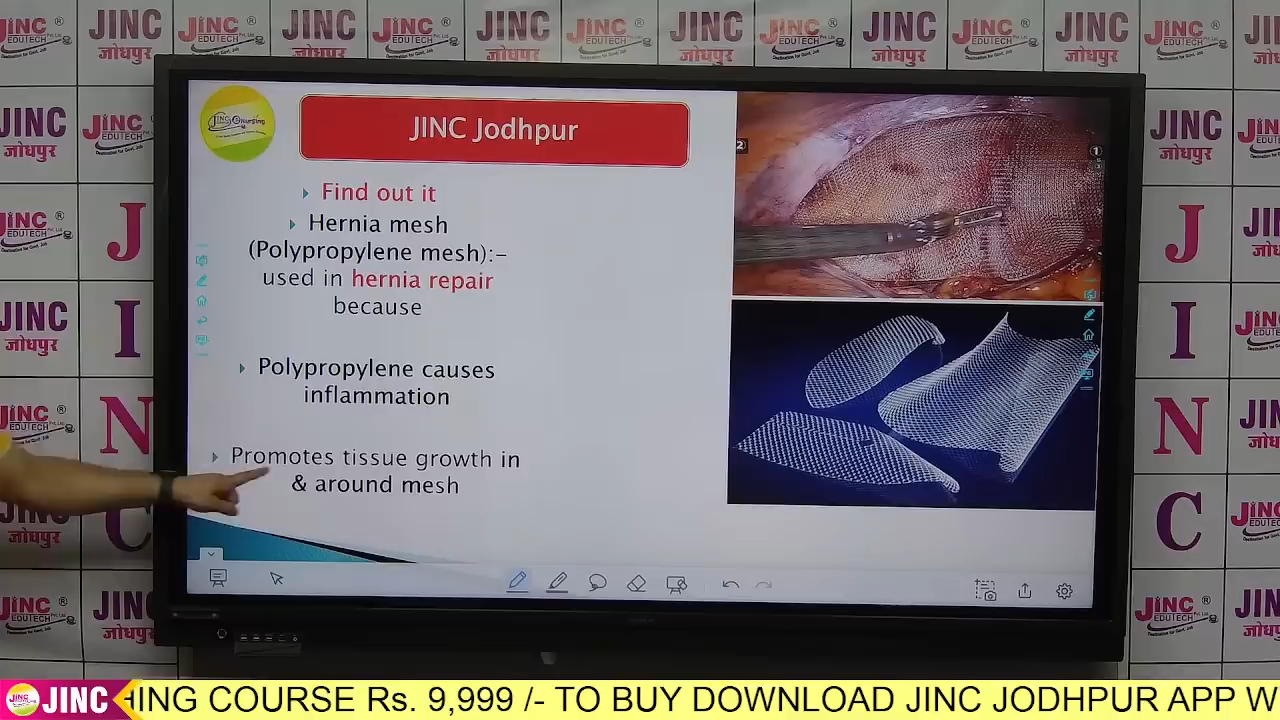 JINC Jodhpur
Find out it
Hernia mesh
(Polypropylene mesh):-
used in hernia repair
because
Polypropylene causes
inflammation
Promotes tissue growth in
& around mesh
2
1
JINC
EDUTECH
जोधपुर
J
I
N
C
J
I
N
C
JINC
HING COURSE Rs. 9,999 /- TO BUY DOWNLOAD JINC JODHPUR APP W